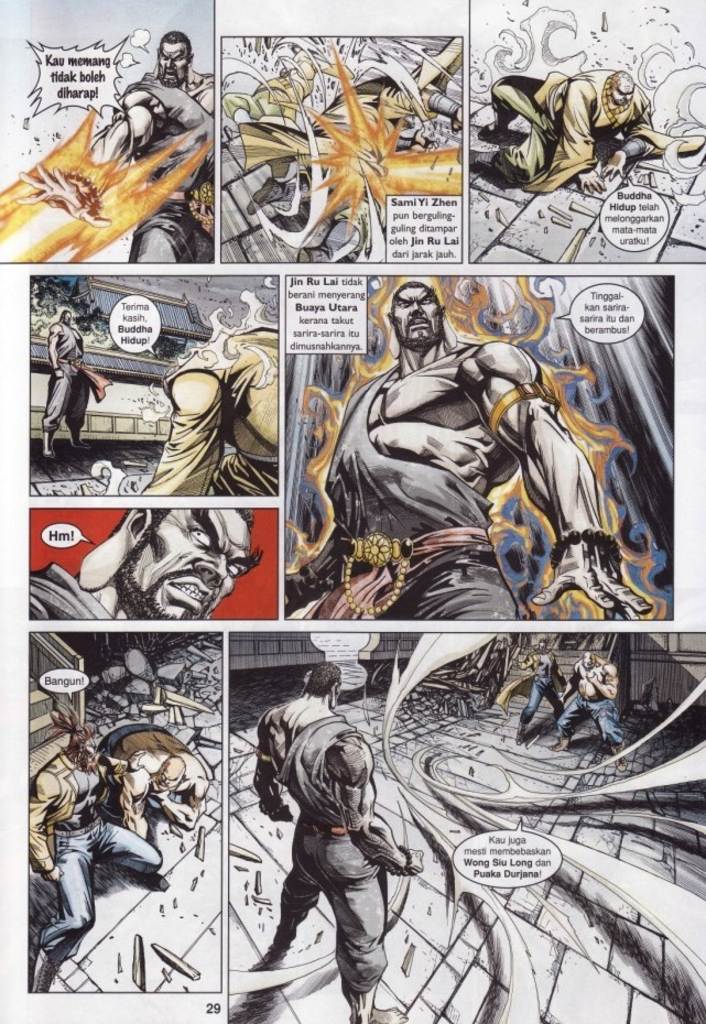 Kau memang
tidak boleh
diharap!
Sami Yi Zhen
pun berguling-
guling ditampar
oleh Jin Ru Lai
dari jarak jauh.
Buddha
Hidup telah
melonggarkan
mata-mata
uratku!
Terima
kasih,
Buddha
Hidup!
Jin Ru Lai tidak
berani menyerang
Buaya Utara
kerana takut
sarira-sarira itu
dimusnahkannya.
Tinggal-
kan sarira-
sarira itu dan
berambus!
Hm!
Bangun!
Kau juga
mesti membebaskan
Wong Siu Long dan
Puaka Durjana!
29